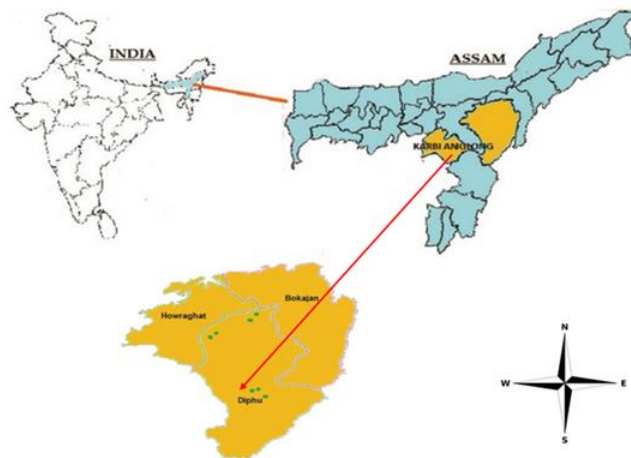 INDIA
ASSAM
KARBI ANGLONG
Bokajan
Howraghat
Diphu
N
W
E
S